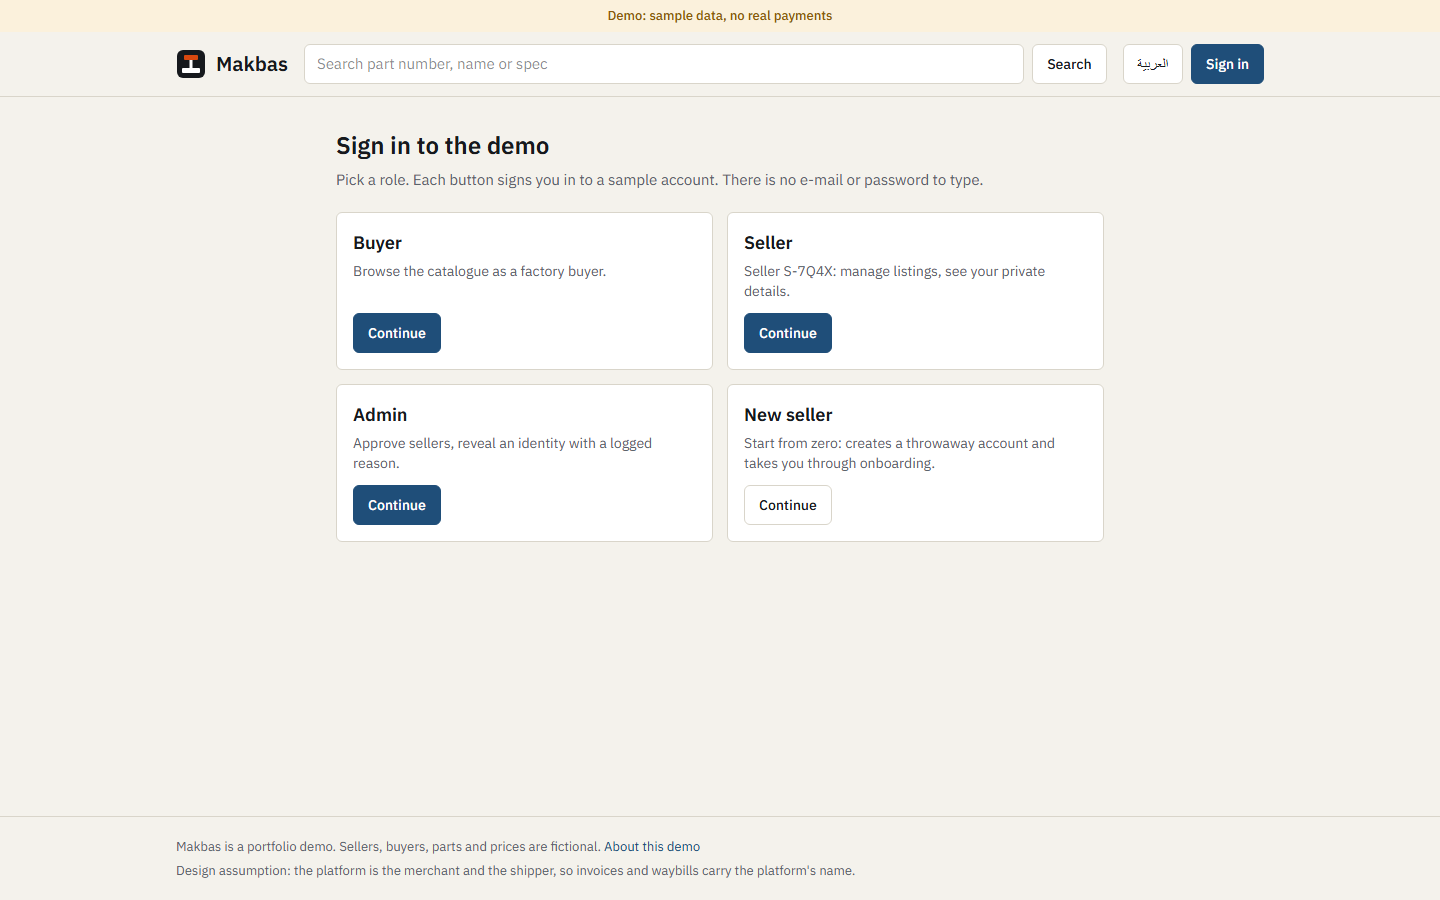 Demo: sample data, no real payments
Makbas
Search part number, name or spec
Search
العربية
Sign in
Sign in to the demo
Pick a role. Each button signs you in to a sample account. There is no e-mail or password to type.
Buyer
Browse the catalogue as a factory buyer.
Continue
Seller
Seller S-7Q4X: manage listings, see your private
details.
Continue
Admin
Approve sellers, reveal an identity with a logged
reason.
Continue
New seller
Start from zero: creates a throwaway account and
takes you through onboarding.
Continue
Makbas is a portfolio demo. Sellers, buyers, parts and prices are fictional. About this demo
Design assumption: the platform is the merchant and the shipper, so invoices and waybills carry the platform's name.